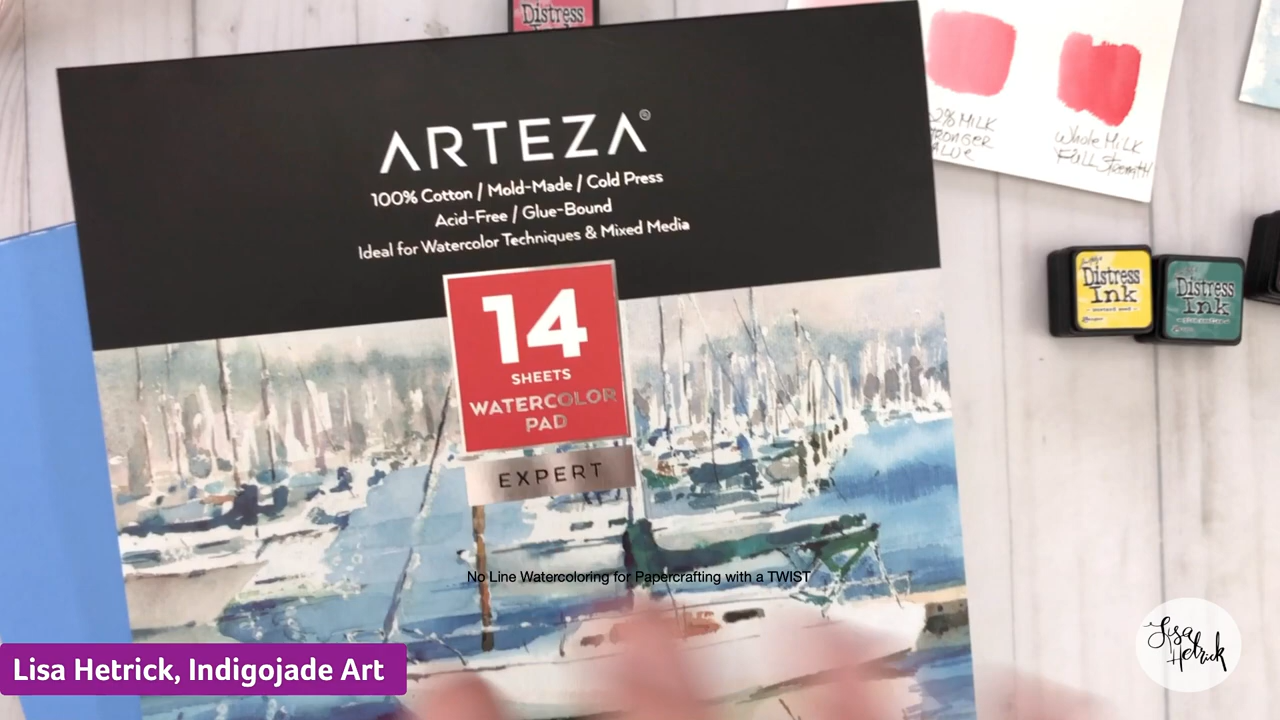 Distress
Ink
ARTEZA®
100% Cotton / Mold-Made / Cold Press
Acid-Free / Glue-Bound
Ideal for Watercolor Techniques & Mixed Media
14
SHEETS
WATERCOLOR
PAD
EXPERT
2% MILK
Whole MILK
Full Strength
Distress
Ink
Distress
Ink
No Line Watercoloring for Papercrafting with a TWIST
Lisa Hetrick, Indigojade Art
Lisa
Hetrick